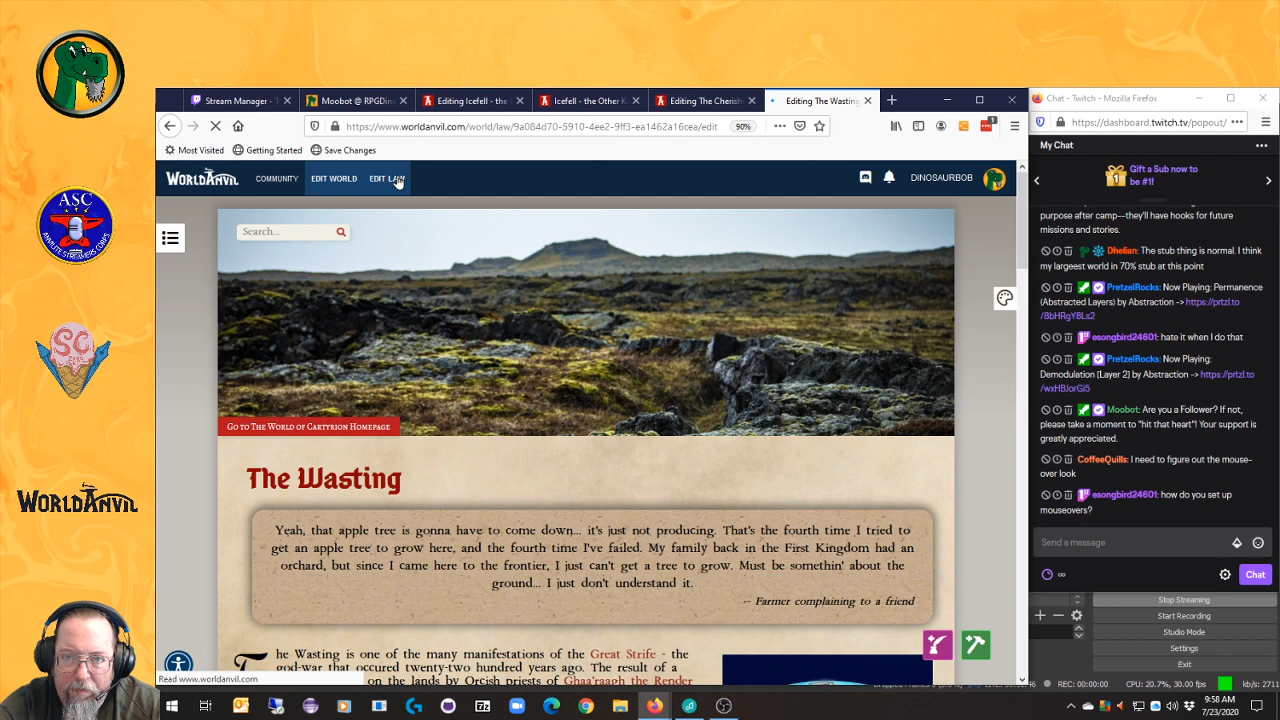 Stream Manager -
Moobot @ RPGDin
Editing Icefell - the
Icefell - the Other K
Editing The Cherish
Editing The Wasting
Chat - Twitch - Mozilla Firefox
https://www.worldanvil.com/world/law/9a084d70-5910-4ee2-9ff3-ea1462a16cea/edit
90%
https://dashboard.twitch.tv/popout/
Most Visited
Getting Started
Save Changes
My Chat
WORLDANVIL
COMMUNITY
EDIT WORLD
EDIT LAW
DINOSAURBOB
Gift a Sub now to
be #1!
1
Search...
purpose after camp--they'll have hooks for future
missions and stories.
Dhelian: The stub thing is normal. I think
my largest world in 70% stub at this point
PretzelRocks: Now Playing: Permanence
(Abstracted Layers) by Abstraction -> https://prtzl.to
/8bHRgY8Ls2
esongbird24601: hate it when I do that
PretzelRocks: Now Playing:
Demodulation [Layer 2] by Abstraction -> https://prtzl.to
/wxHBJorGi5
Moobot: Are you a Follower? If not,
please take a moment to "hit that heart"! Your support is
greatly appreciated.
CoffeeQuills: I need to figure out the mouse-
over look
esongbird24601: how do you set up
mouseovers?
Send a message
Chat
GO TO THE WORLD OF CARTYRION HOMEPAGE
The Wasting
Yeah, that apple tree is gonna have to come down... it's just not producing. That's the fourth time I tried to
get an apple tree to grow here, and the fourth time I've failed. My family back in the First Kingdom had an
orchard, but since I came here to the frontier, I just can't get a tree to grow. Must be somethin' about the
ground... I just don't understand it.
– Farmer complaining to a friend
The Wasting is one of the many manifestations of the Great Strife - the
god-war that occured twenty-two hundred years ago. The result of a
on the lands by Orcish priests of Ghaa'raagh the Render
Read www.worldanvil.com
ASC
ANVILITE STREAMERS CORPS
SC
WORLDANVIL
Stop Streaming
Start Recording
Studio Mode
Settings
Exit
REC: 00:00:00
CPU: 20.7%, 30.00 fps
kb/s: 2711
9:58 AM
7/23/2020